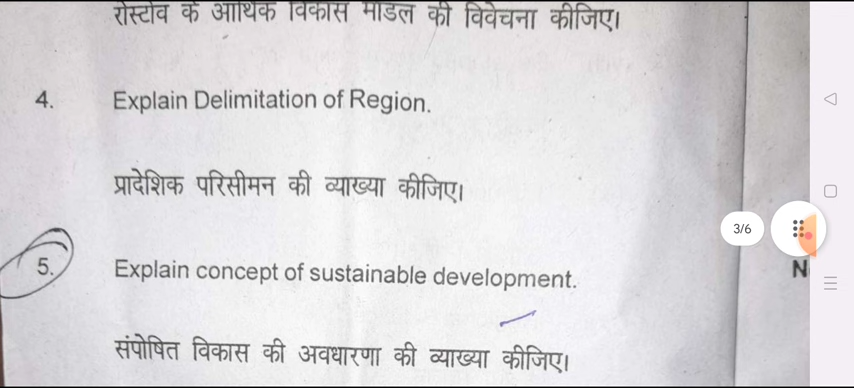 रोस्टोव के आर्थिक विकास मॉडल की विवेचना कीजिए।
4. Explain Delimitation of Region.
प्रादेशिक परिसीमन की व्याख्या कीजिए।
3/6
5. Explain concept of sustainable development.
N
संपोषित विकास की अवधारणा की व्याख्या कीजिए।